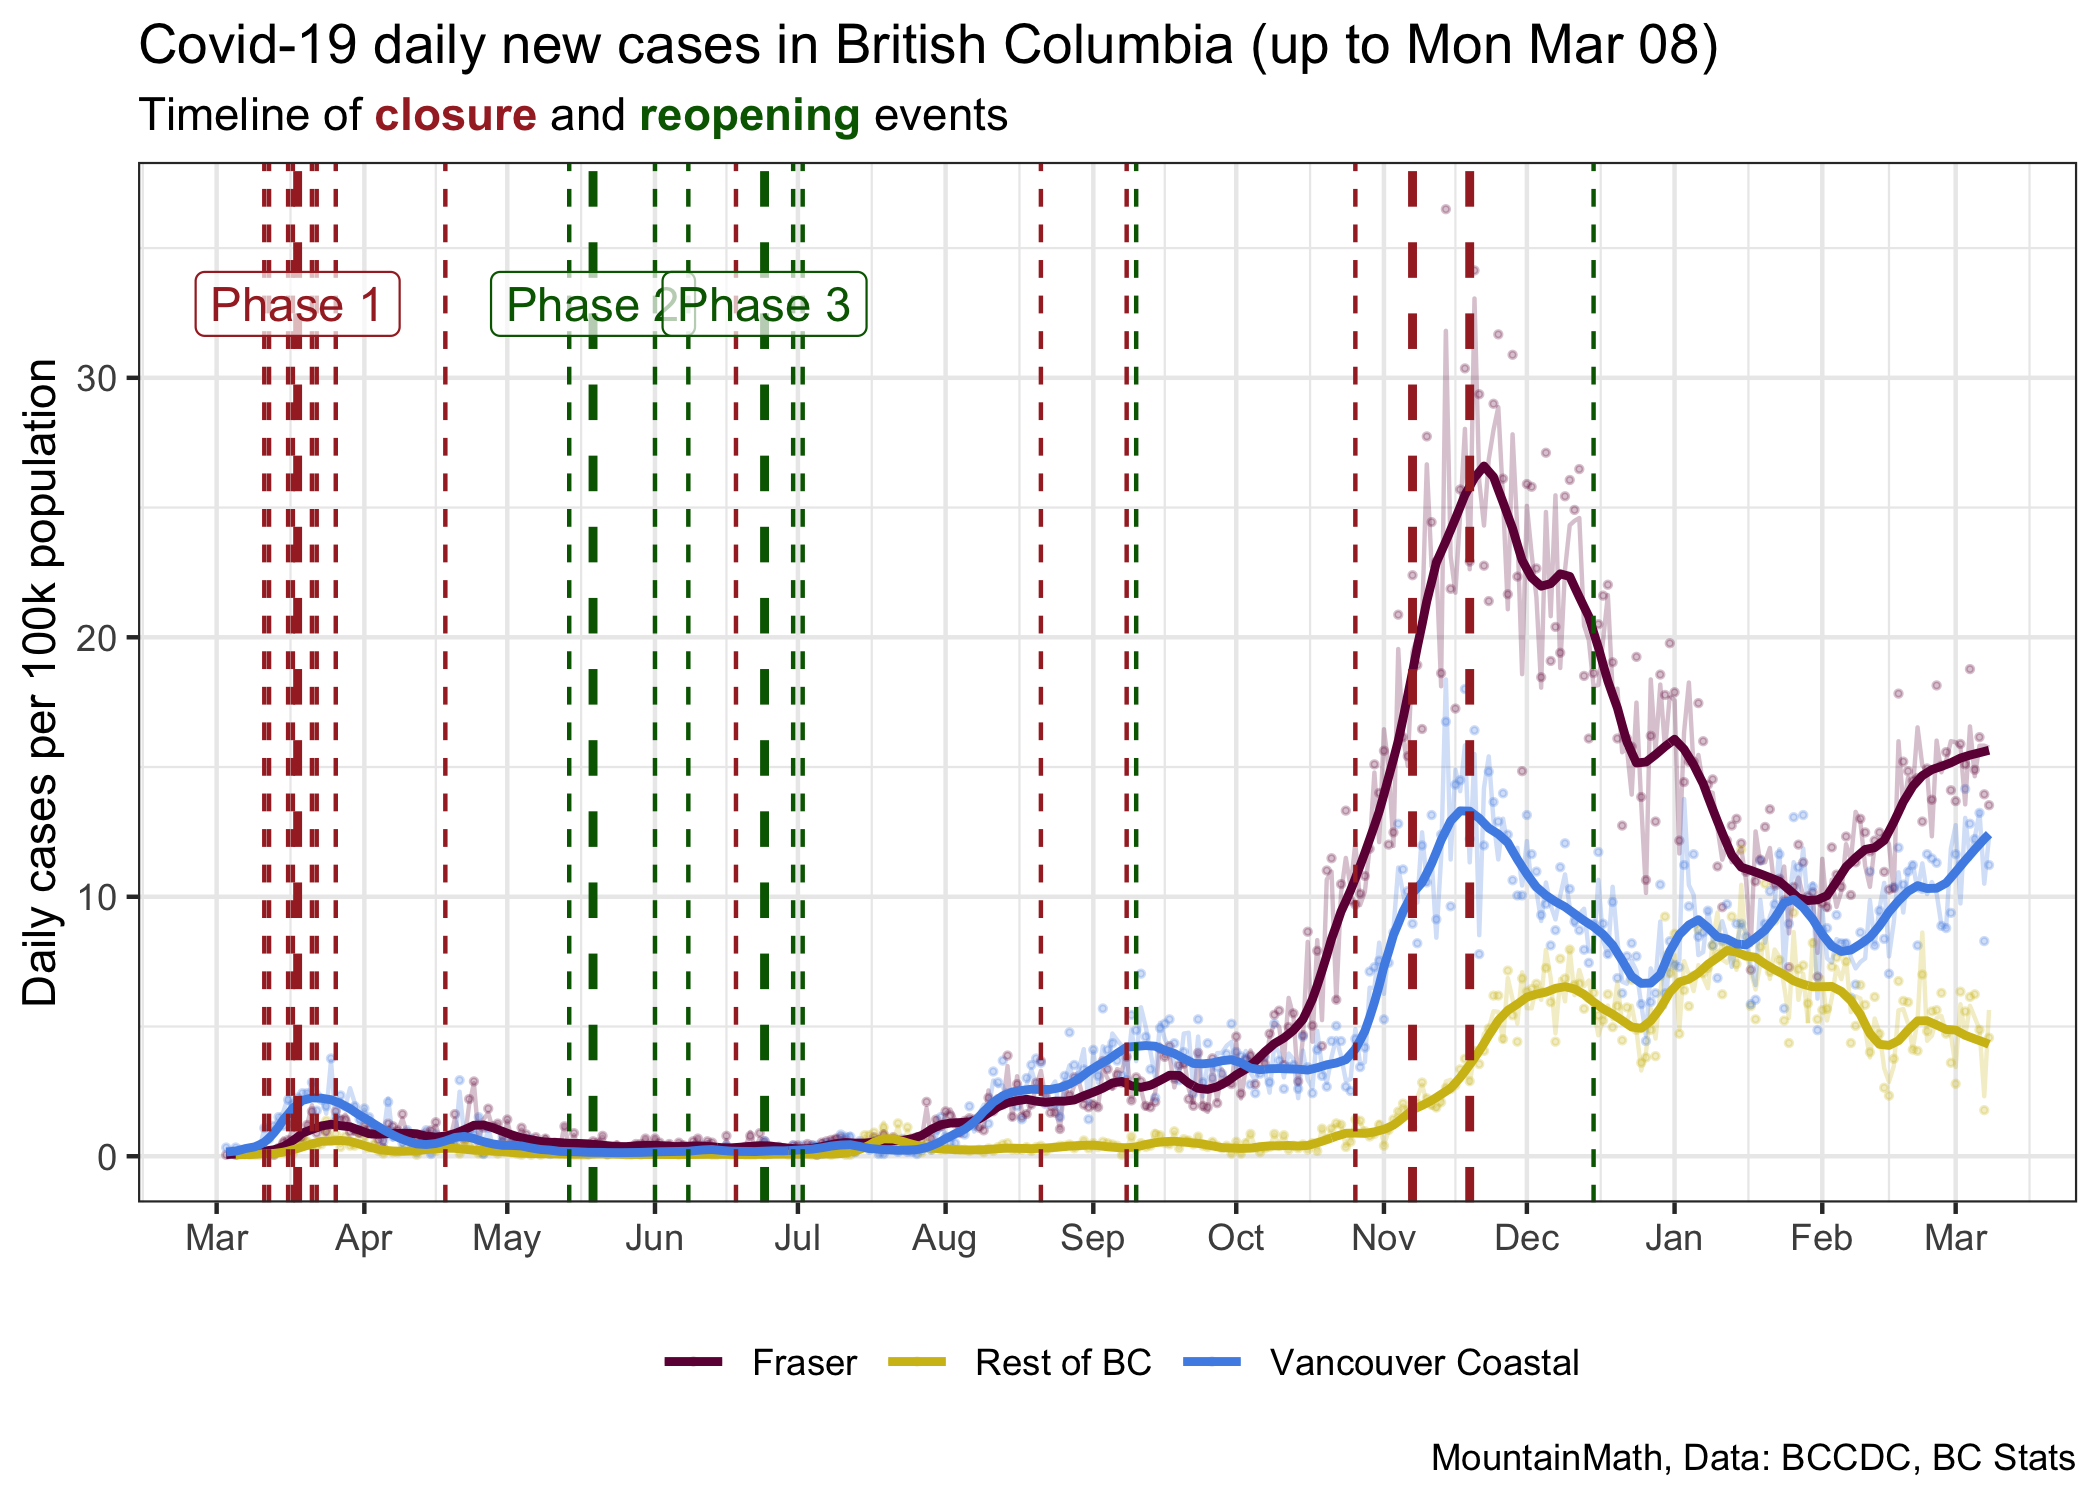 Covid-19 daily new cases in British Columbia (up to Mon Mar 08)
Timeline of closure and reopening events
Daily cases per 100k population
30
20
10
0
Phase 1
Phase 2
Phase 3
Mar Apr May Jun Jul Aug Sep Oct Nov Dec Jan Feb Mar
Fraser Rest of BC Vancouver Coastal
MountainMath, Data: BCCDC, BC Stats